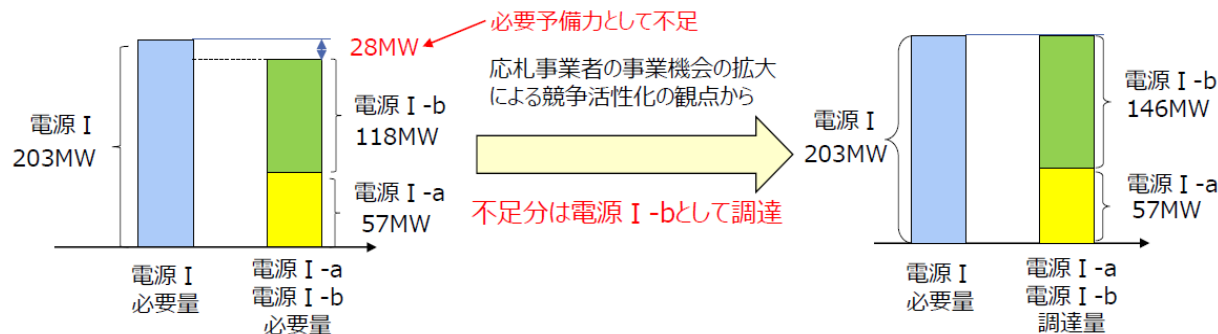 必要予備力として不足
28MW
電源Ⅰ
203MW
電源Ⅰ-b
118MW
電源Ⅰ-a
57MW
電源Ⅰ
必要量
電源Ⅰ-a
電源Ⅰ-b
必要量
応札事業者の事業機会の拡大
による競争活性化の観点から
不足分は電源Ⅰ-bとして調達
電源Ⅰ
203MW
電源Ⅰ-b
146MW
電源Ⅰ-a
57MW
電源Ⅰ
必要量
電源Ⅰ-a
電源Ⅰ-b
調達量